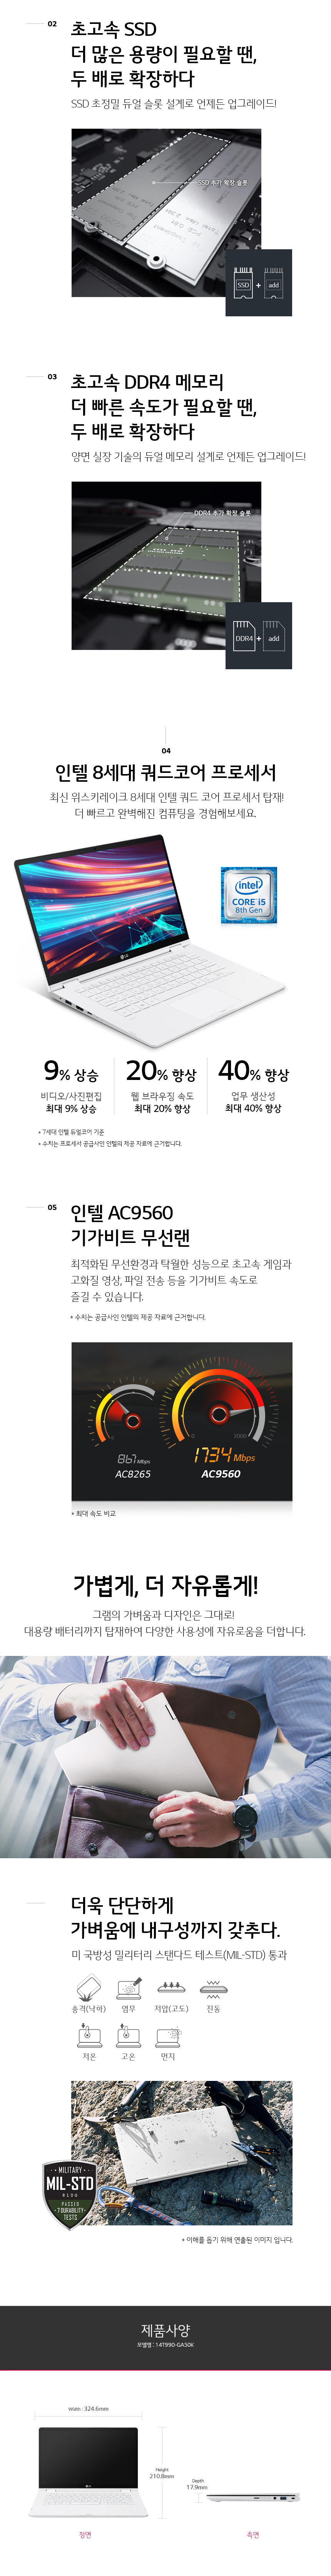 02
초고속 SSD
더 많은 용량이 필요할 땐,
두 배로 확장하다
SSD 초정밀 듀얼 슬롯 설계로 언제든 업그레이드!
SSD 추가 확장 슬롯
SSD + add
03
초고속 DDR4 메모리
더 빠른 속도가 필요할 땐,
두 배로 확장하다
양면 실장 기술의 듀얼 메모리 설계로 언제든 업그레이드!
DDR4 추가 확장 슬롯
DDR4 + add
04
인텔 8세대 쿼드코어 프로세서
최신 위스키레이크 8세대 인텔 쿼드 코어 프로세서 탑재!
더 빠르고 완벽해진 컴퓨팅을 경험해보세요.
intel
CORE i5
8th Gen
LG
9% 상승
비디오/사진편집
최대 9% 상승
20% 향상
웹 브라우징 속도
최대 20% 향상
40% 향상
업무 생산성
최대 40% 향상
* 7세대 인텔 듀얼코어 기준
* 수치는 프로세서 공급사인 인텔의 제공 자료에 근거합니다.
05
인텔 AC9560
기가비트 무선랜
최적화된 무선환경과 탁월한 성능으로 초고속 게임과
고화질 영상, 파일 전송 등을 기가비트 속도로
즐길 수 있습니다.
* 수치는 공급사인 인텔의 제공 자료에 근거합니다.
0
0
2000
867 Mbps
AC8265
1734 Mbps
AC9560
* 최대 속도 비교
가볍게, 더 자유롭게!
그램의 가벼움과 디자인은 그대로!
대용량 배터리까지 탑재하여 다양한 사용성에 자유로움을 더합니다.
더욱 단단하게
가벼움에 내구성까지 갖추다.
미 국방성 밀리터리 스탠다드 테스트(MIL-STD) 통과
충격(낙하)
염무
저압(고도)
진동
저온
고온
먼지
gram
MILITARY
MIL-STD
810G
PASSED
7 DURABILITY
TESTS
* 이해를 돕기 위해 연출된 이미지 입니다.
제품사양
모델명 : 14T990-GA50K
Width : 324.6mm
Height
210.8mm
Depth
17.9mm
LG
정면
측면